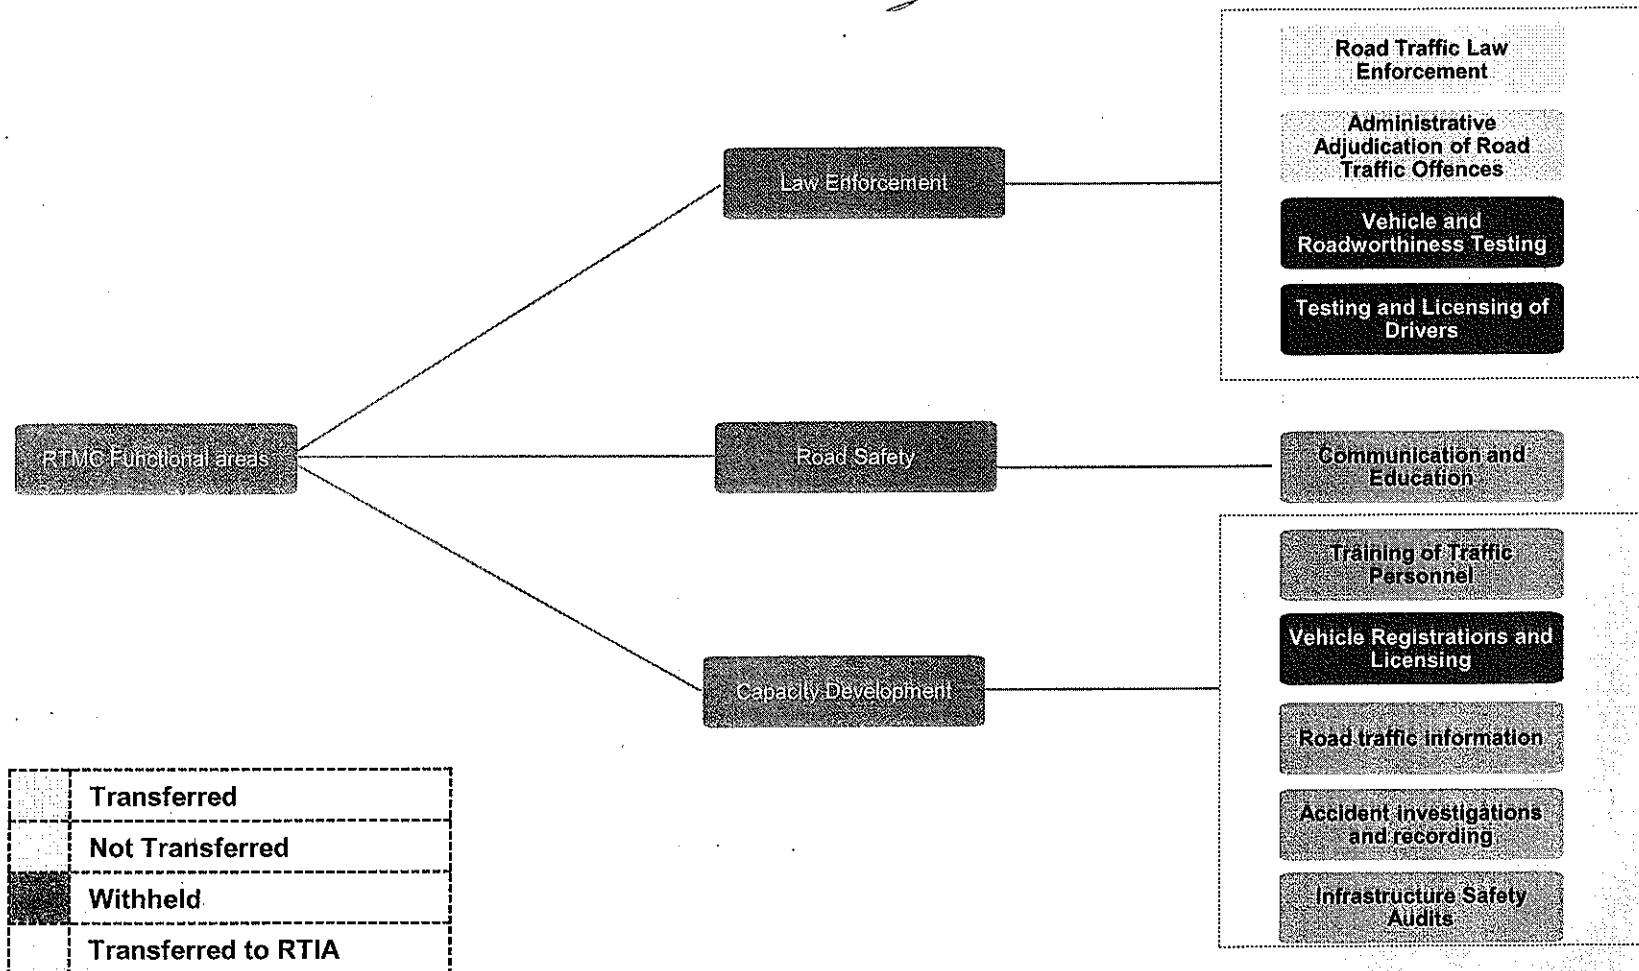 Road Traffic Law
Enforcement
Administrative
Adjudication of Road
Traffic Offences
Law Enforcement
Vehicle and
Roadworthiness Testing
Testing and Licensing of
Drivers
RTMC Functional areas
Road Safety
Communication and
Education
Training of Traffic
Personnel
Vehicle Registrations and
Licensing
Capacity Development
Road traffic information
Accident investigations
and recording
Infrastructure Safety
Audits
Transferred
Not Transferred
Withheld
Transferred to RTIA